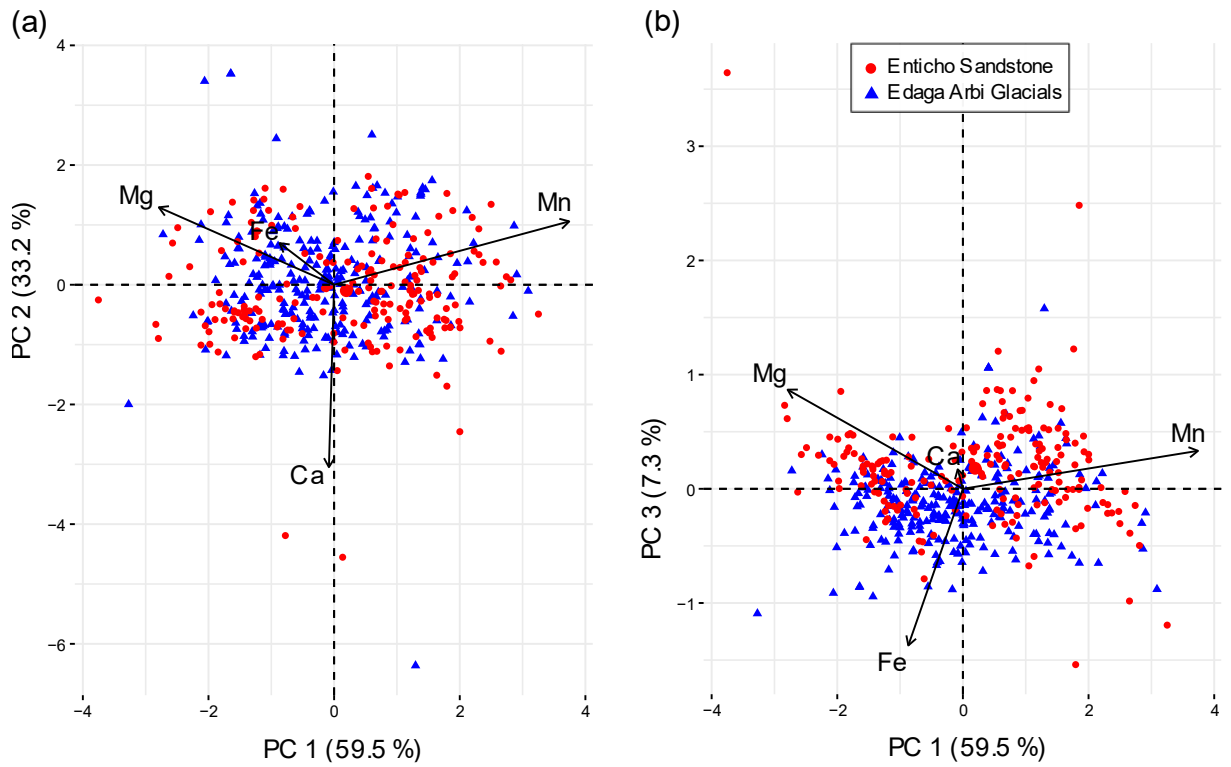 (a)
4
2
0
−2
−4
−6
−4
−2
0
2
4
PC 2 (33.2 %)
PC 1 (59.5 %)
Mg
Fe
Mn
Ca
(b)
Enticho Sandstone
Edaga Arbi Glacials
3
2
1
0
−1
−4
−2
0
2
4
PC 3 (7.3 %)
PC 1 (59.5 %)
Mg
Ca
Mn
Fe